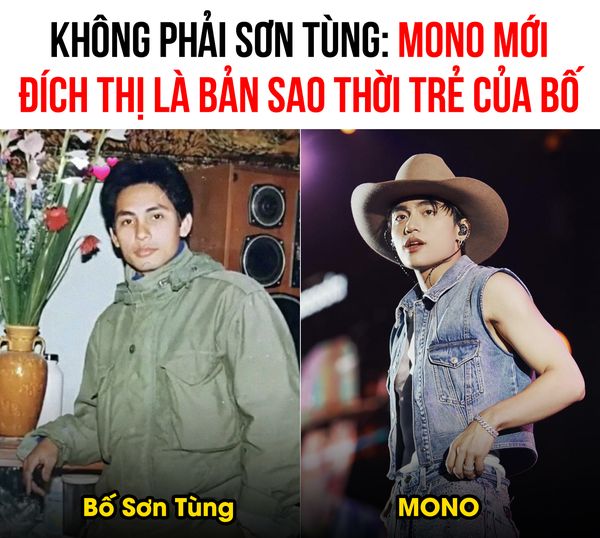 KHÔNG PHẢI SƠN TÙNG: MONO MỚI
ĐÍCH THỊ LÀ BẢN SAO THỜI TRẺ CỦA BỐ
Bố Sơn Tùng
MONO